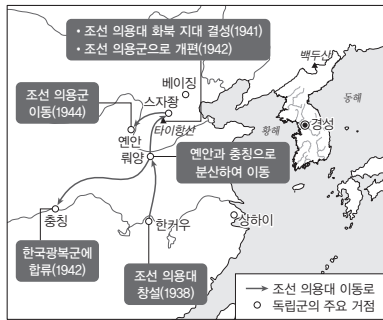 • 조선 의용대 화북 지대 결성(1941)
• 조선 의용군으로 개편(1942)
백두산
베이징
동해
조선 의용군
이동(1944)
스자좡
타이항산
황해
경성
옌안
뤄양
옌안과 충칭으로
분산하여 이동
충칭
한커우
상하이
한국광복군에
합류(1942)
조선 의용대
창설(1938)
→ 조선 의용대 이동로
○ 독립군의 주요 거점